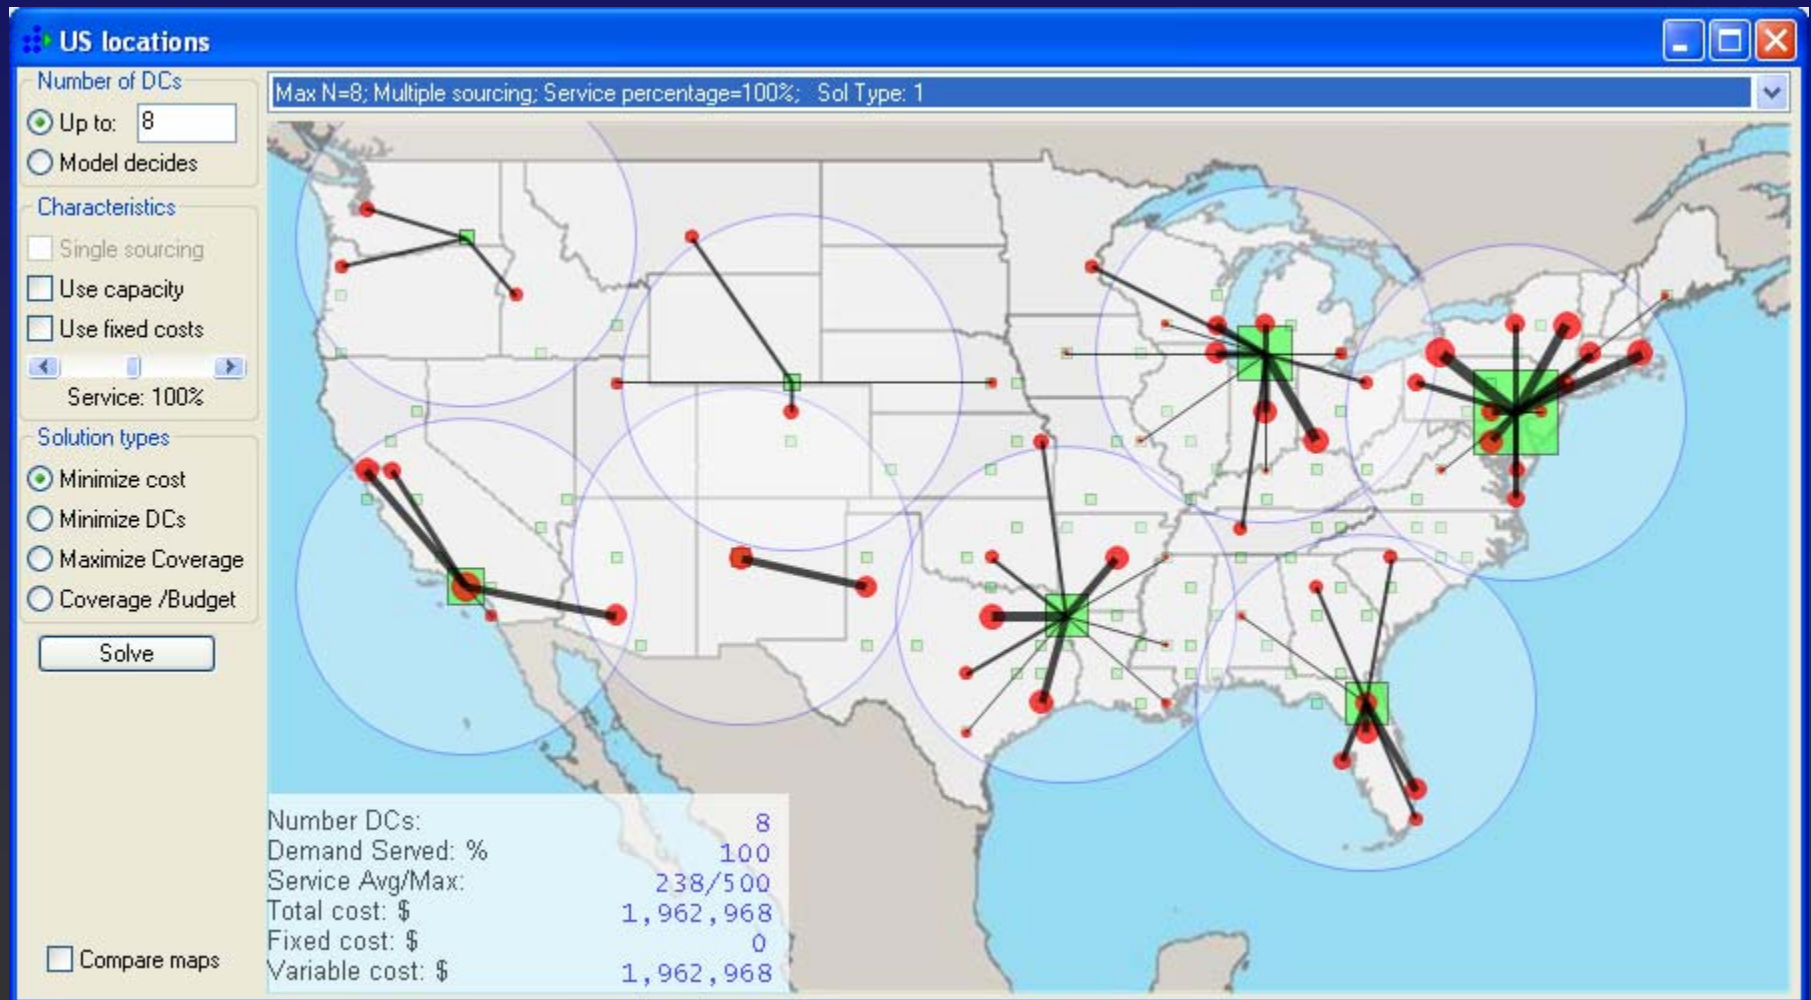 US locations
Number of DCs
Up to: 8
Model decides
Characteristics
Single sourcing
Use capacity
Use fixed costs
Service: 100%
Solution types
Minimize cost
Minimize DCs
Maximize Coverage
Coverage /Budget
Solve
Compare maps
Max N=8; Multiple sourcing; Service percentage=100%; Sol Type: 1
Number DCs: 8
Demand Served: % 100
Service Avg/Max: 238/500
Total cost: $ 1,962,968
Fixed cost: $ 0
Variable cost: $ 1,962,968